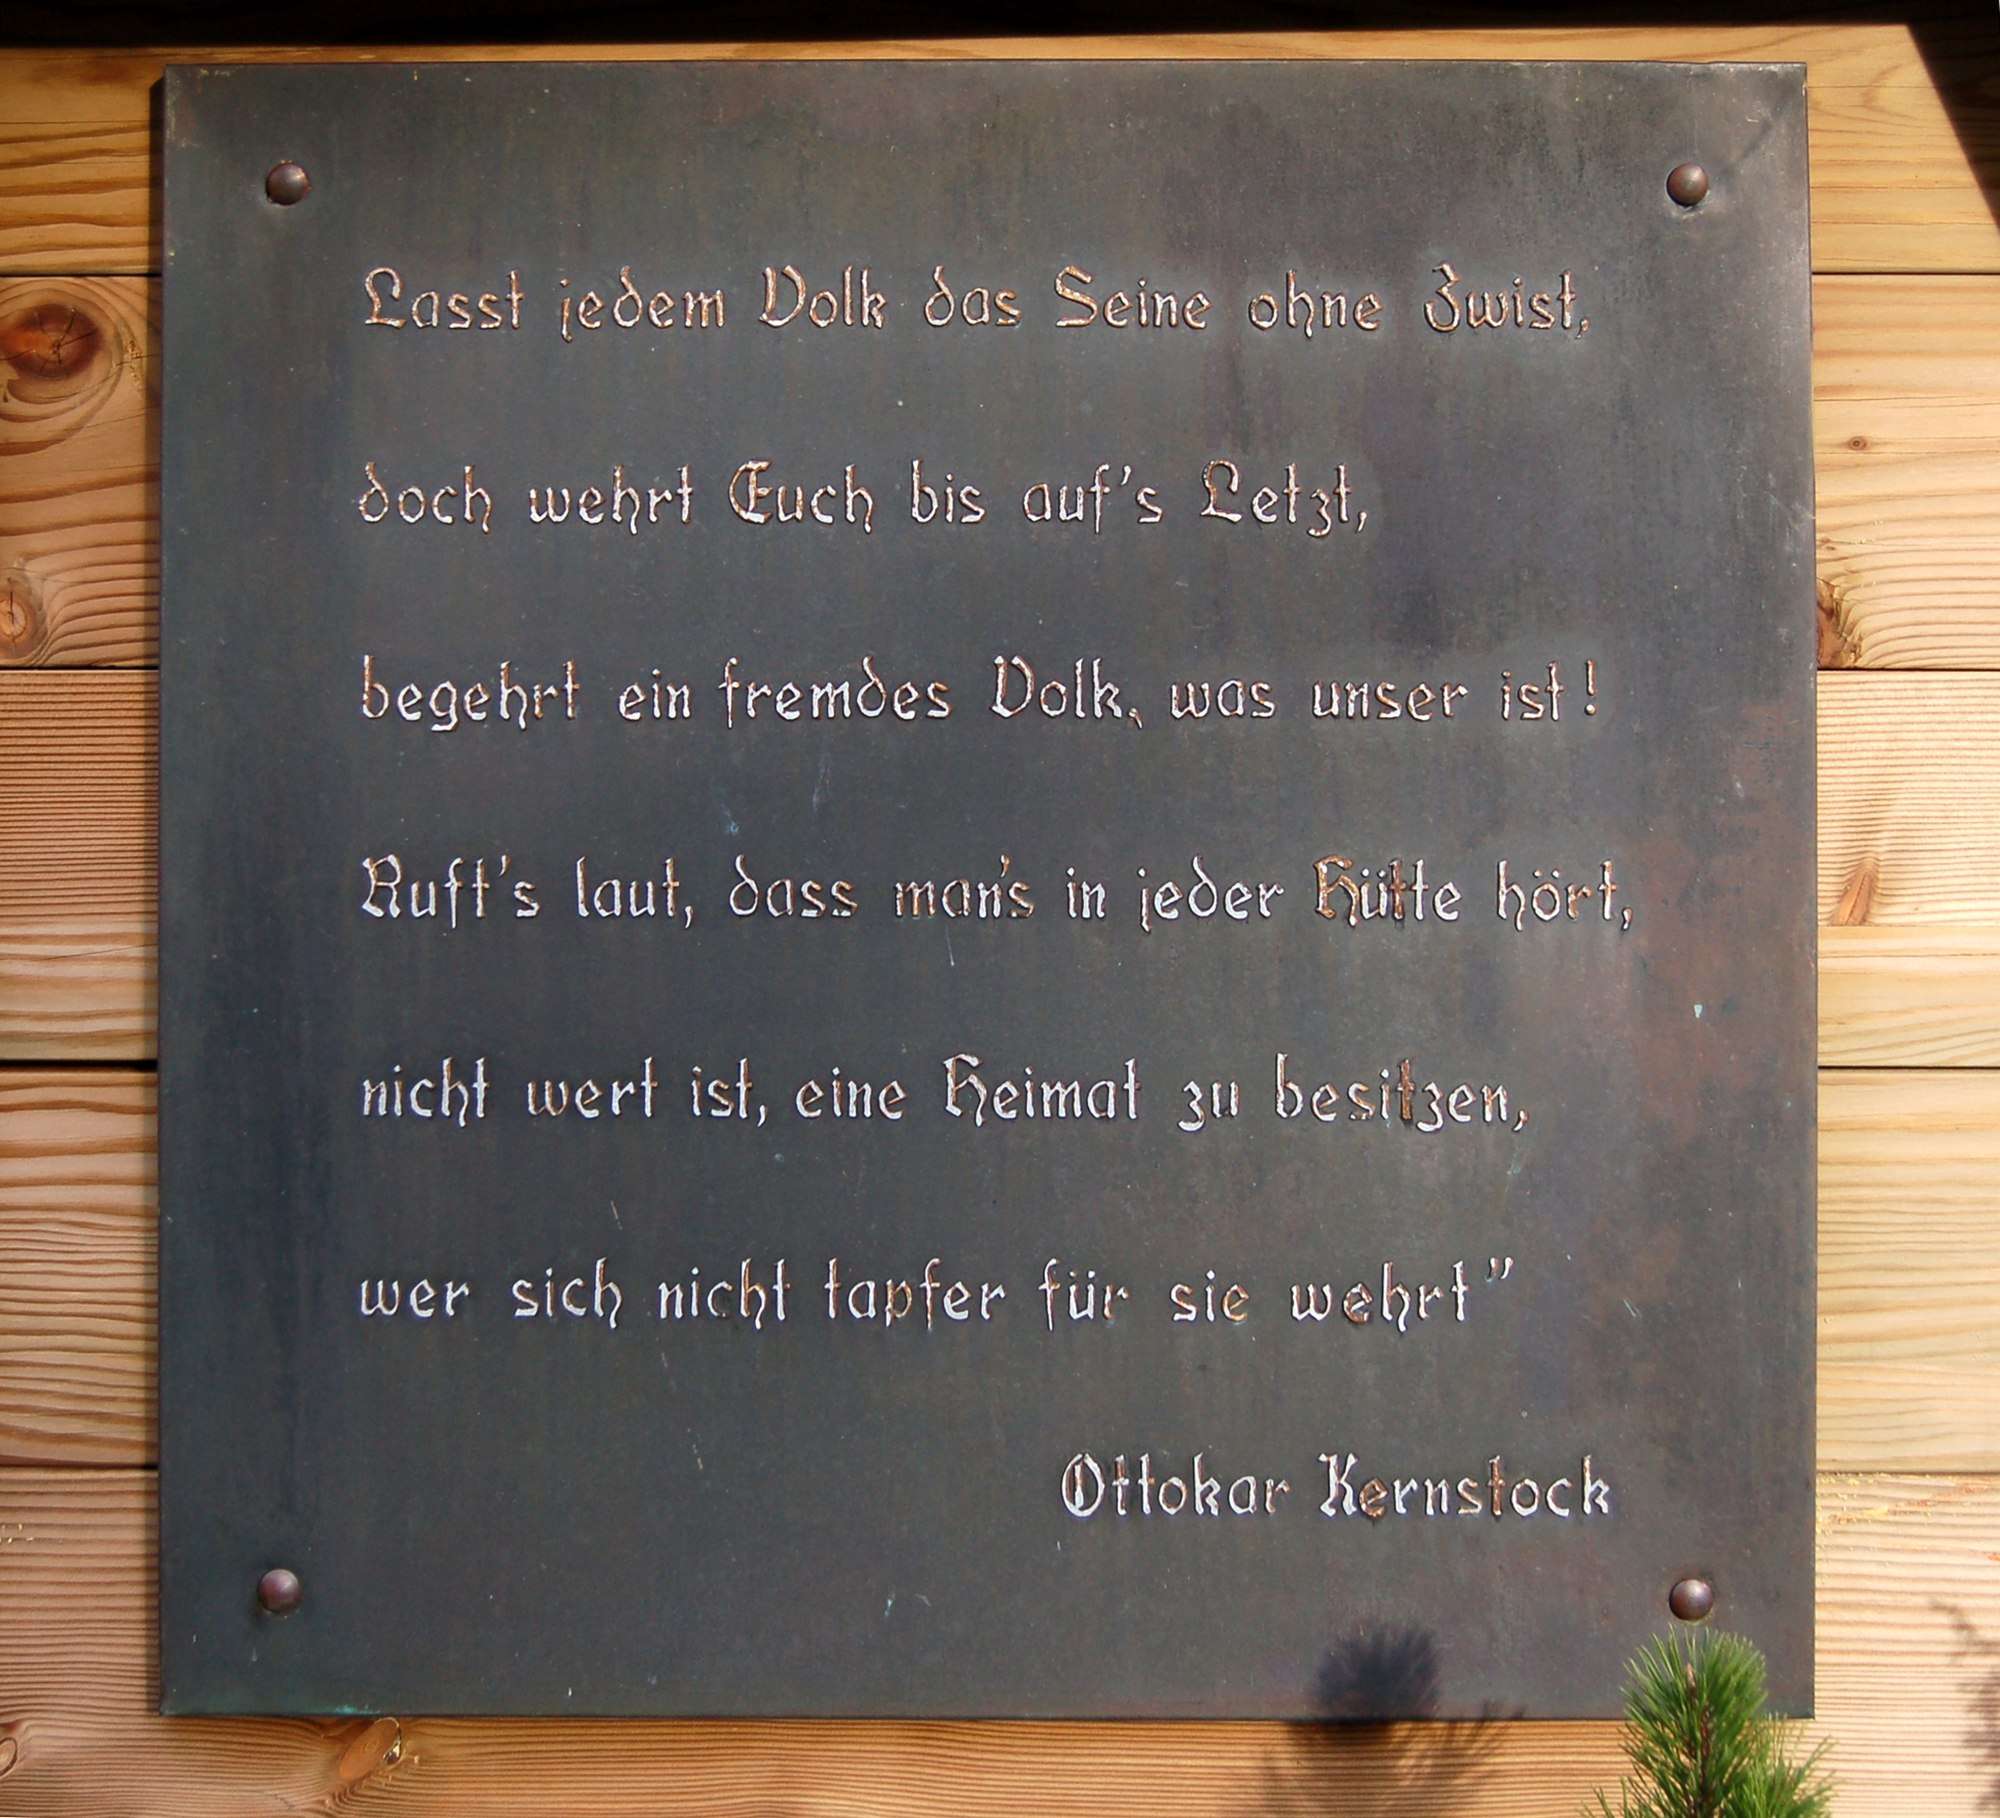 Lasst jedem Volk das Seine ohne Zwist,
doch wehrt Euch bis auf's Letzt,
begehrt ein fremdes Volk, was unser ist!
Ruft's laut, dass man's in jeder Hütte hört,
nicht wert ist, eine Heimat zu besitzen,
wer sich nicht tapfer für sie wehrt"
Ottokar Kernstock